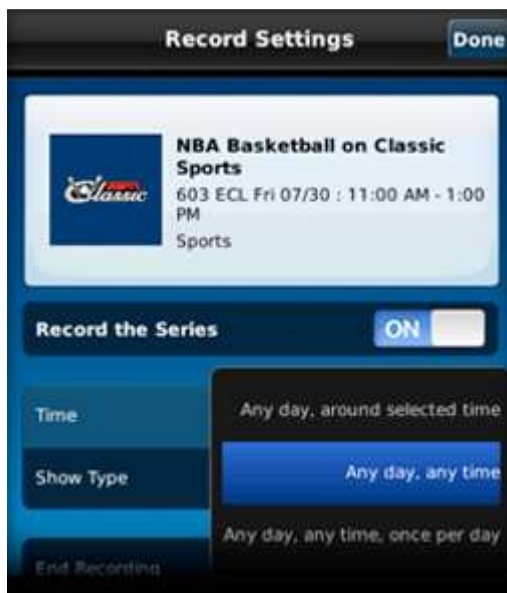 Record Settings
Done
NBA Basketball on Classic
Sports
603 ECL Fri 07/30 : 11:00 AM - 1:00
PM
Sports
ESPN
Classic
Record the Series
ON
Time
Any day, around selected time
Any day, any time
Show Type
Any day, any time, once per day
End Recording